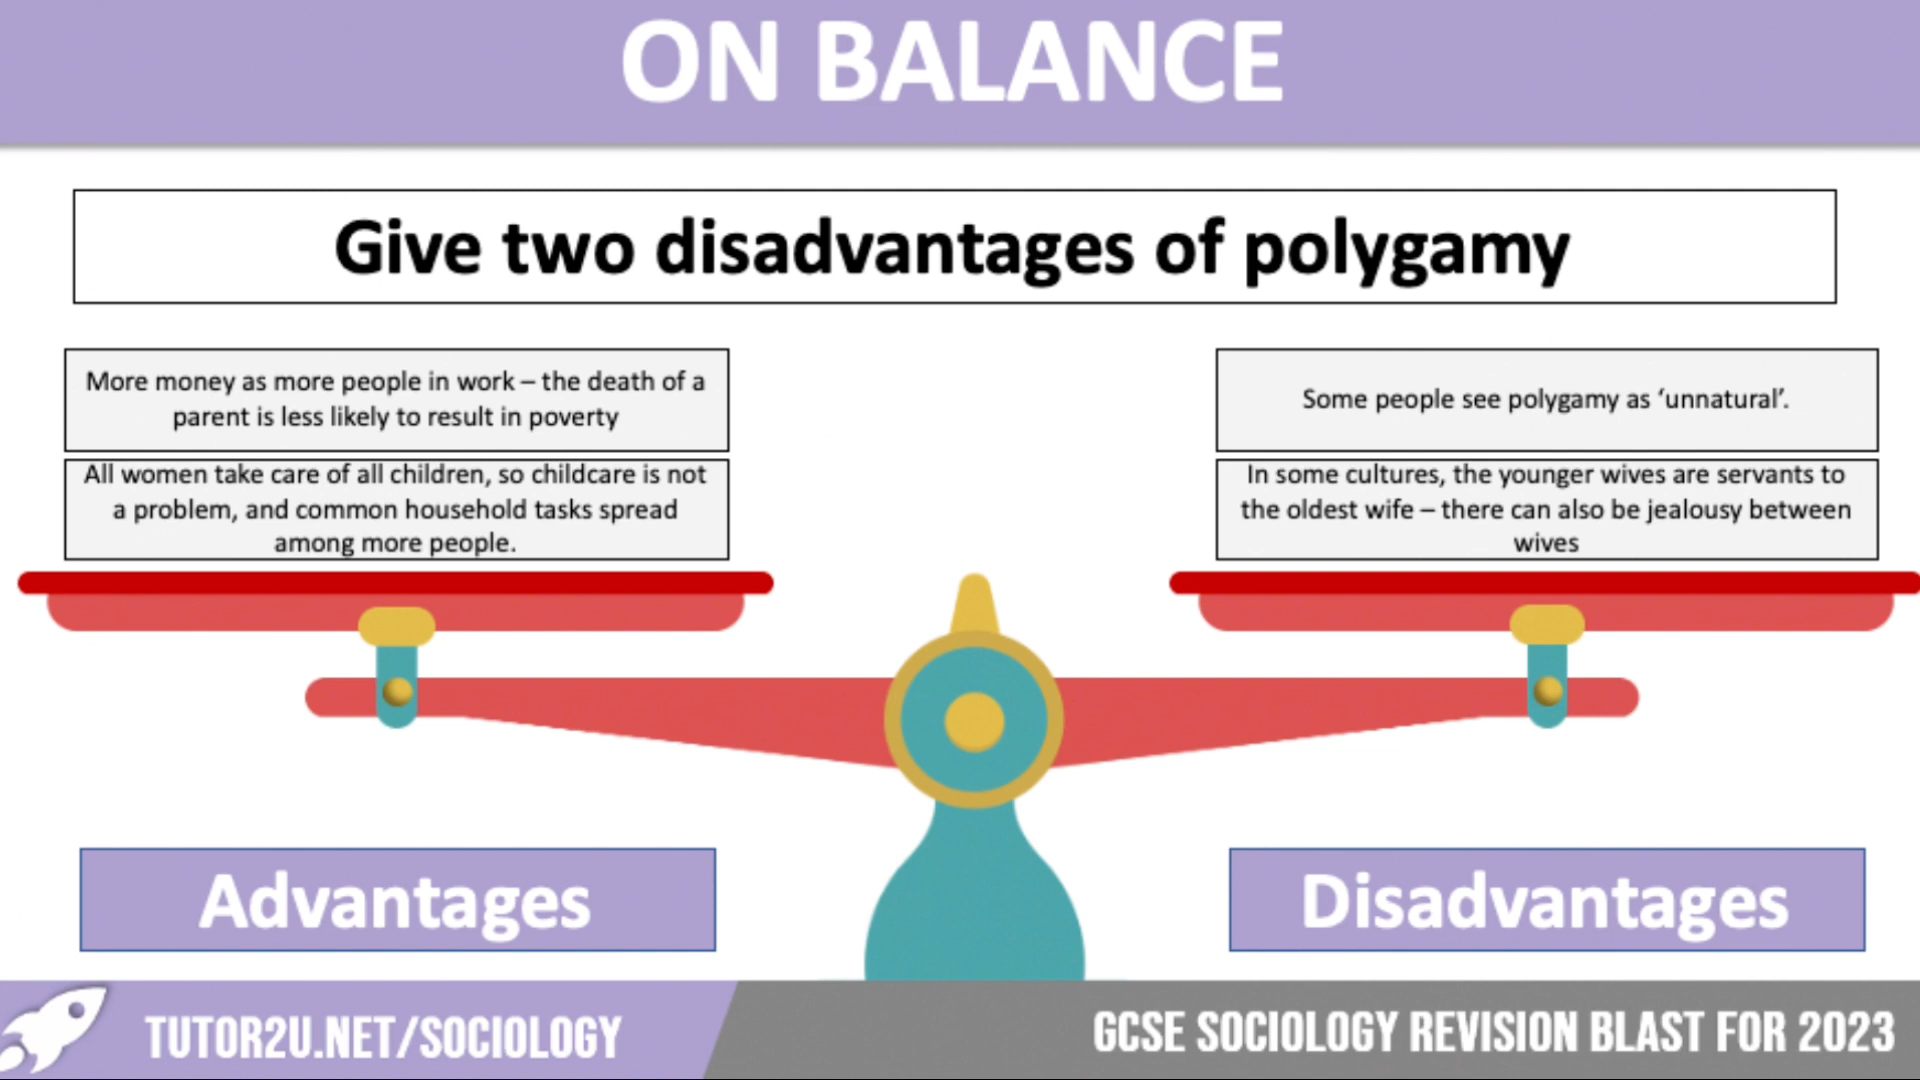 ON BALANCE
Give two disadvantages of polygamy
More money as more people in work – the death of a
parent is less likely to result in poverty
All women take care of all children, so childcare is not
a problem, and common household tasks spread
among more people.
Some people see polygamy as ‘unnatural’.
In some cultures, the younger wives are servants to
the oldest wife – there can also be jealousy between
wives
Advantages
Disadvantages
TUTOR2U.NET/SOCIOLOGY
GCSE SOCIOLOGY REVISION BLAST FOR 2023